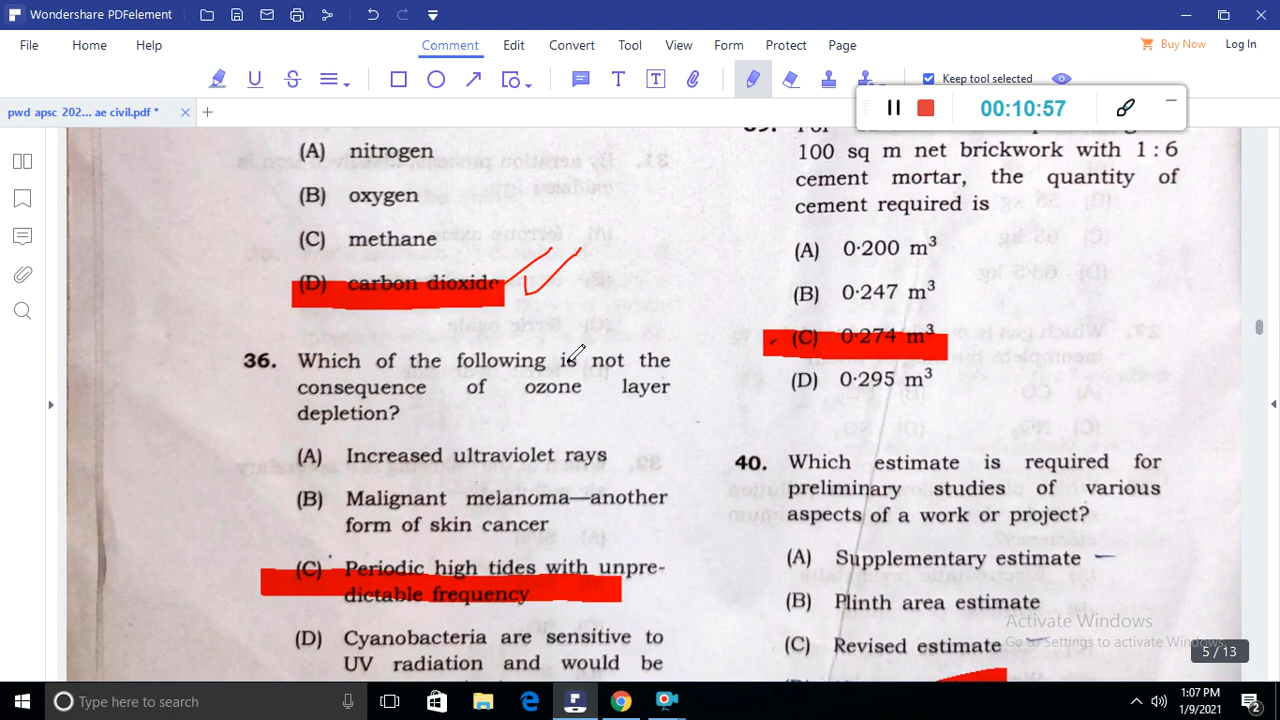 Wondershare PDFelement
File
Home
Help
Comment
Edit
Convert
Tool
View
Form
Protect
Page
Buy Now
Log In
Keep tool selected
00:10:57
pwd apsc 202... ae civil.pdf *
(A) nitrogen
(B) oxygen
(C) methane
(D) carbon dioxide
36. Which of the following is not the
consequence of ozone layer
depletion?
(A) Increased ultraviolet rays
(B) Malignant melanoma—another
form of skin cancer
(C) Periodic high tides with unpre-
dictable frequency
(D) Cyanobacteria are sensitive to
UV radiation and would be
100 sq m net brickwork with 1 : 6
cement mortar, the quantity of
cement required is
(A) 0·200 m³
(B) 0·247 m³
(C) 0·274 m³
(D) 0·295 m³
40. Which estimate is required for
preliminary studies of various
aspects of a work or project?
(A) Supplementary estimate
(B) Plinth area estimate
(C) Revised estimate
Activate Windows
Go to Settings to activate Windows.
5 / 13
Type here to search
1:07 PM
1/9/2021
2